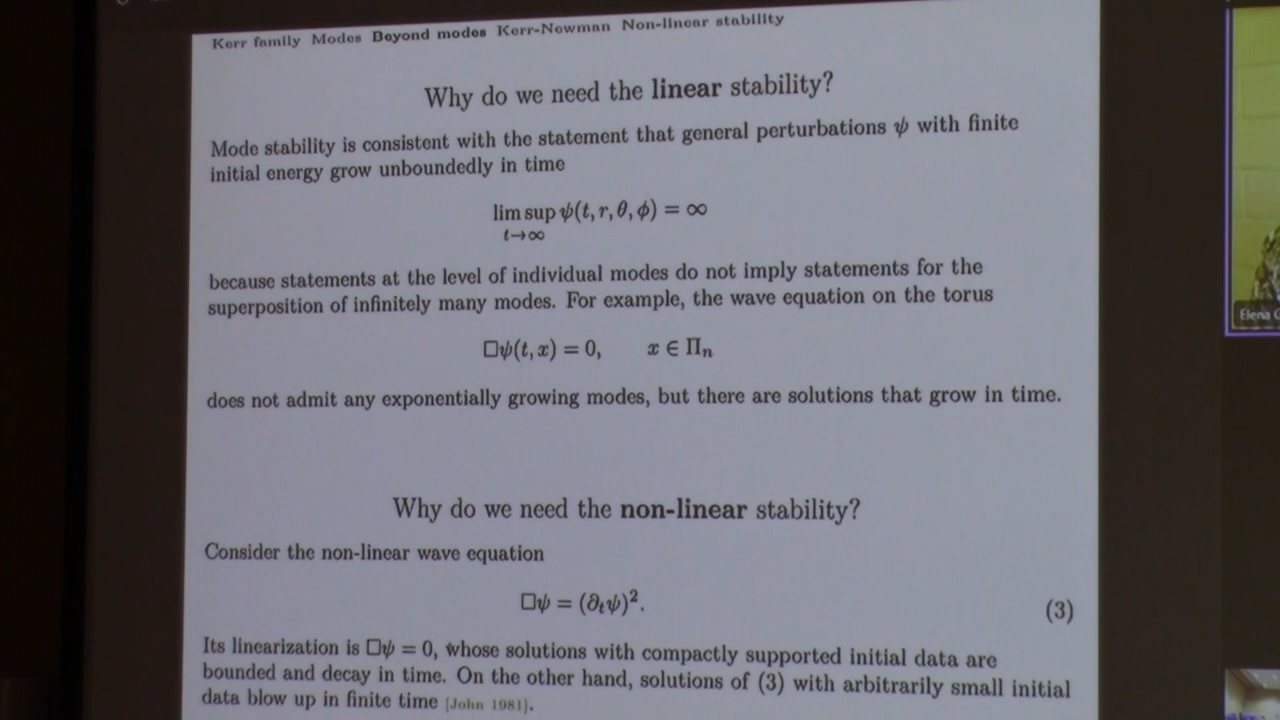 Kerr family Modes Beyond modes Kerr-Newman Non-linear stability
Why do we need the linear stability?
Mode stability is consistent with the statement that general perturbations ψ with finite
initial energy grow unboundedly in time
lim sup ψ(t, r, θ, ϕ) = ∞
t→∞
because statements at the level of individual modes do not imply statements for the
superposition of infinitely many modes. For example, the wave equation on the torus
□ψ(t, x) = 0, x ∈ Π_n
does not admit any exponentially growing modes, but there are solutions that grow in time.
Why do we need the non-linear stability?
Consider the non-linear wave equation
□ψ = (∂_tψ)². (3)
Its linearization is □ψ = 0, whose solutions with compactly supported initial data are
bounded and decay in time. On the other hand, solutions of (3) with arbitrarily small initial
data blow up in finite time [John 1981].
Elena